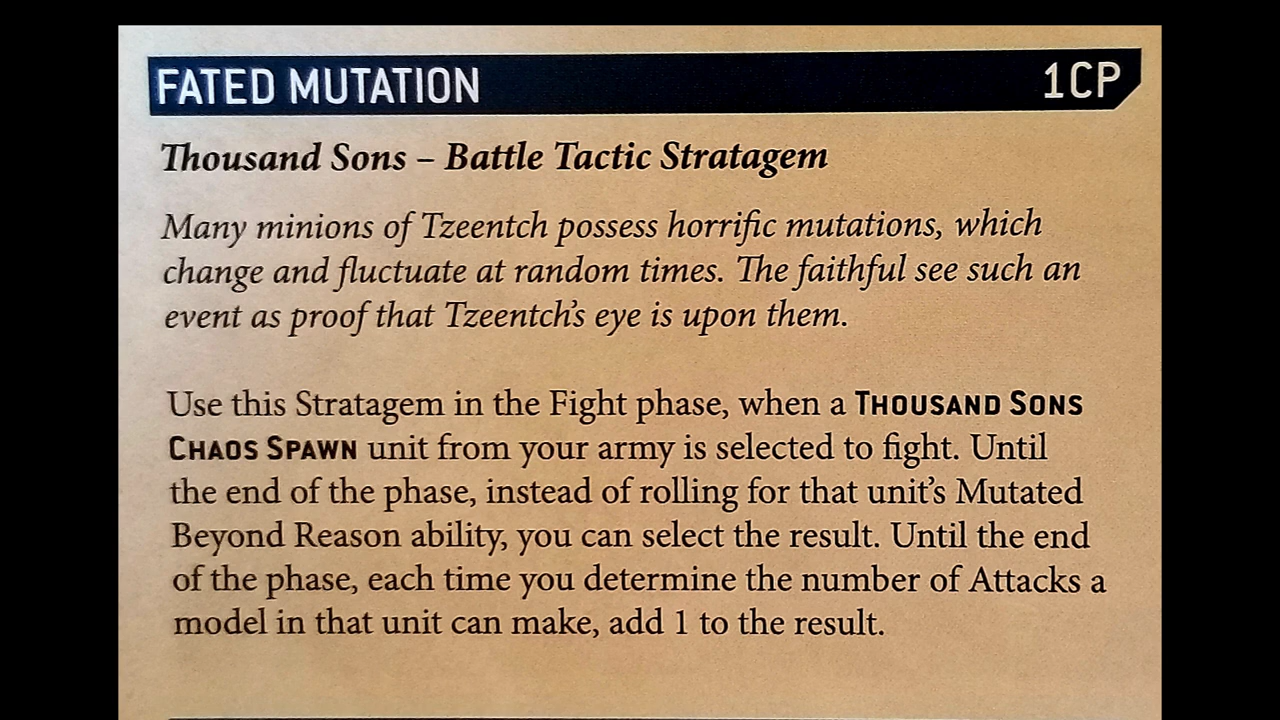 FATED MUTATION 1CP
Thousand Sons – Battle Tactic Stratagem
Many minions of Tzeentch possess horrific mutations, which
change and fluctuate at random times. The faithful see such an
event as proof that Tzeentch's eye is upon them.
Use this Stratagem in the Fight phase, when a THOUSAND SONS
CHAOS SPAWN unit from your army is selected to fight. Until
the end of the phase, instead of rolling for that unit's Mutated
Beyond Reason ability, you can select the result. Until the end
of the phase, each time you determine the number of Attacks a
model in that unit can make, add 1 to the result.